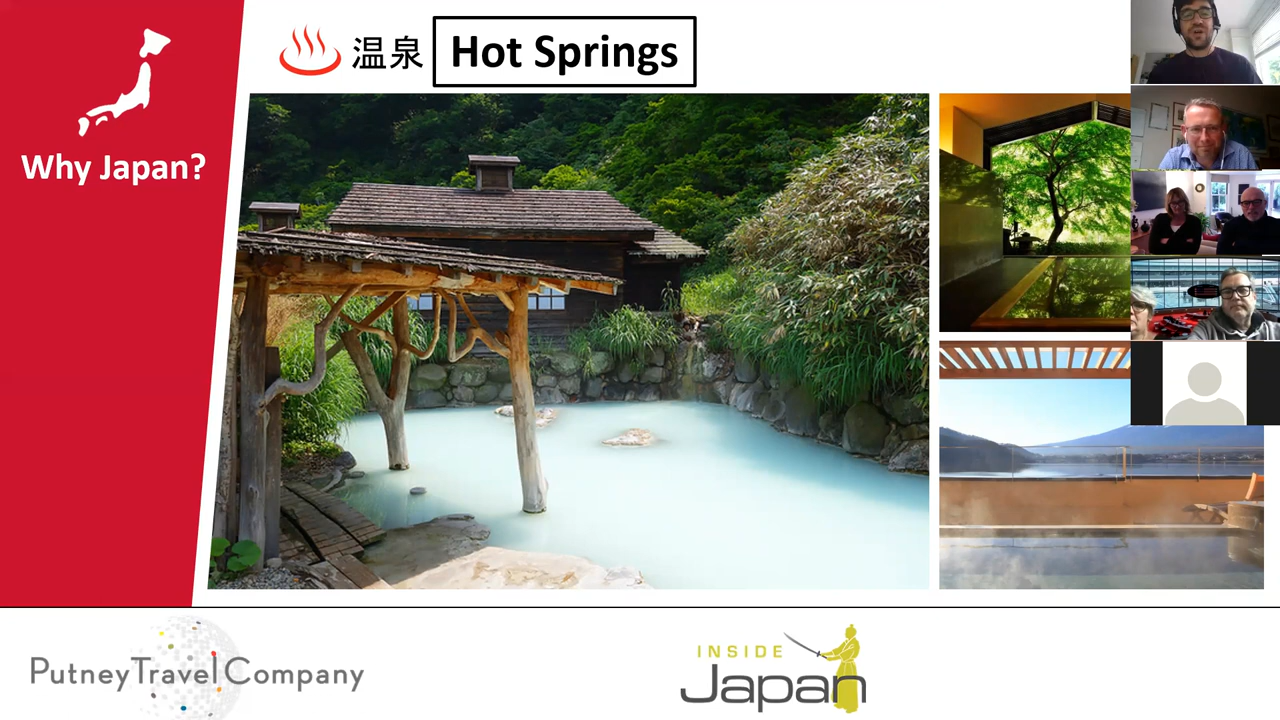 温泉 Hot Springs
Why Japan?
PutneyTravelCompany
INSIDE
Japan